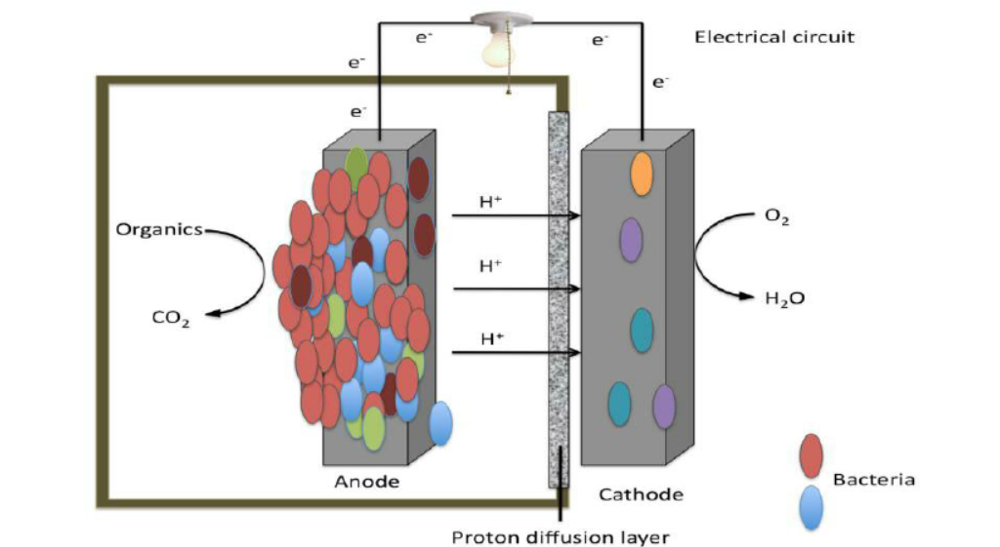 e⁻
e⁻
Electrical circuit
e⁻
e⁻
e⁻
H⁺
O₂
Organics
H⁺
H₂O
CO₂
H⁺
Anode
Bacteria
Cathode
Proton diffusion layer